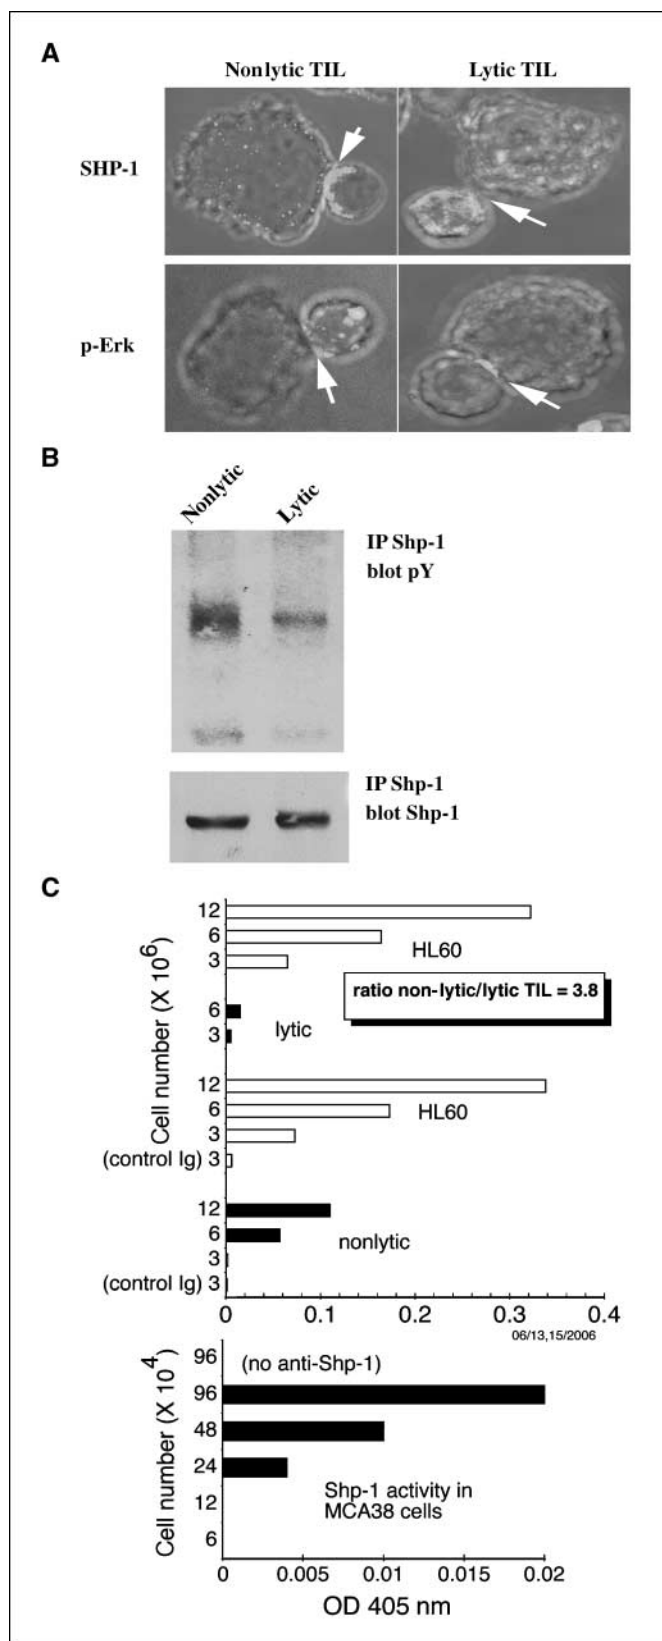 A
Nonlytic TIL Lytic TIL
SHP-1
p-Erk
B
Nonlytic Lytic
IP Shp-1
blot pY
IP Shp-1
blot Shp-1
C
Cell number (X 10^6)
12
6
3
HL60
ratio non-lytic/lytic TIL = 3.8
6
3
lytic
12
6
3
HL60
(control Ig) 3
12
6
3
nonlytic
(control Ig) 3
0 0.1 0.2 0.3 0.4
06/13,15/2006
Cell number (X 10^4)
96 (no anti-Shp-1)
96
48
24
12
6
Shp-1 activity in
MCA38 cells
0 0.005 0.01 0.015 0.02
OD 405 nm